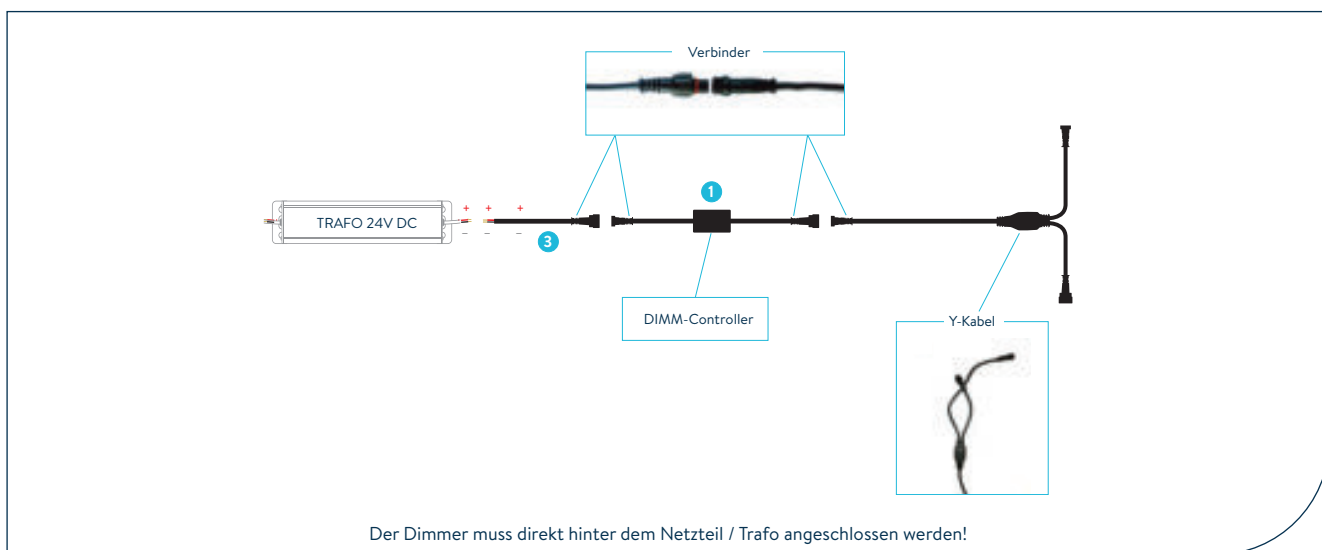 Verbinder
1
TRAFO 24V DC
+ + +
– – –
3
DIMM-Controller
Y-Kabel
Der Dimmer muss direkt hinter dem Netzteil / Trafo angeschlossen werden!